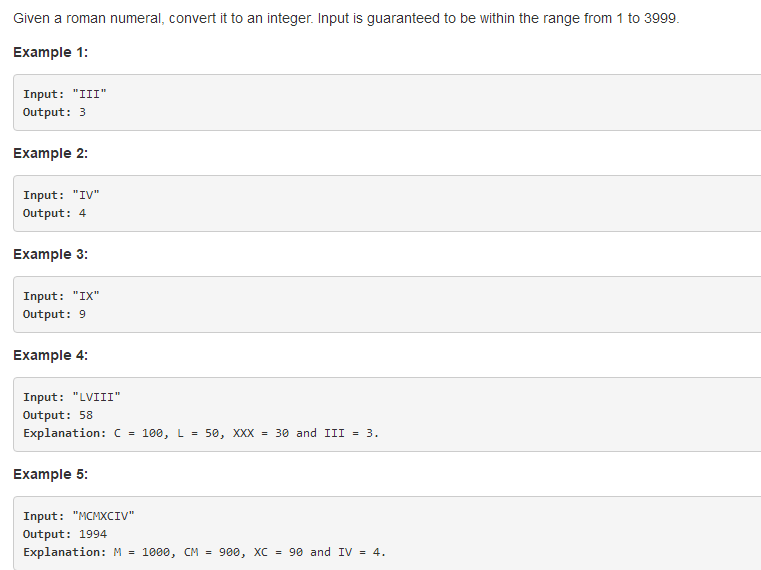 Given a roman numeral, convert it to an integer. Input is guaranteed to be within the range from 1 to 3999.
Example 1:
Input: "III"
Output: 3
Example 2:
Input: "IV"
Output: 4
Example 3:
Input: "IX"
Output: 9
Example 4:
Input: "LVIII"
Output: 58
Explanation: C = 100, L = 50, XXX = 30 and III = 3.
Example 5:
Input: "MCMXCIV"
Output: 1994
Explanation: M = 1000, CM = 900, XC = 90 and IV = 4.